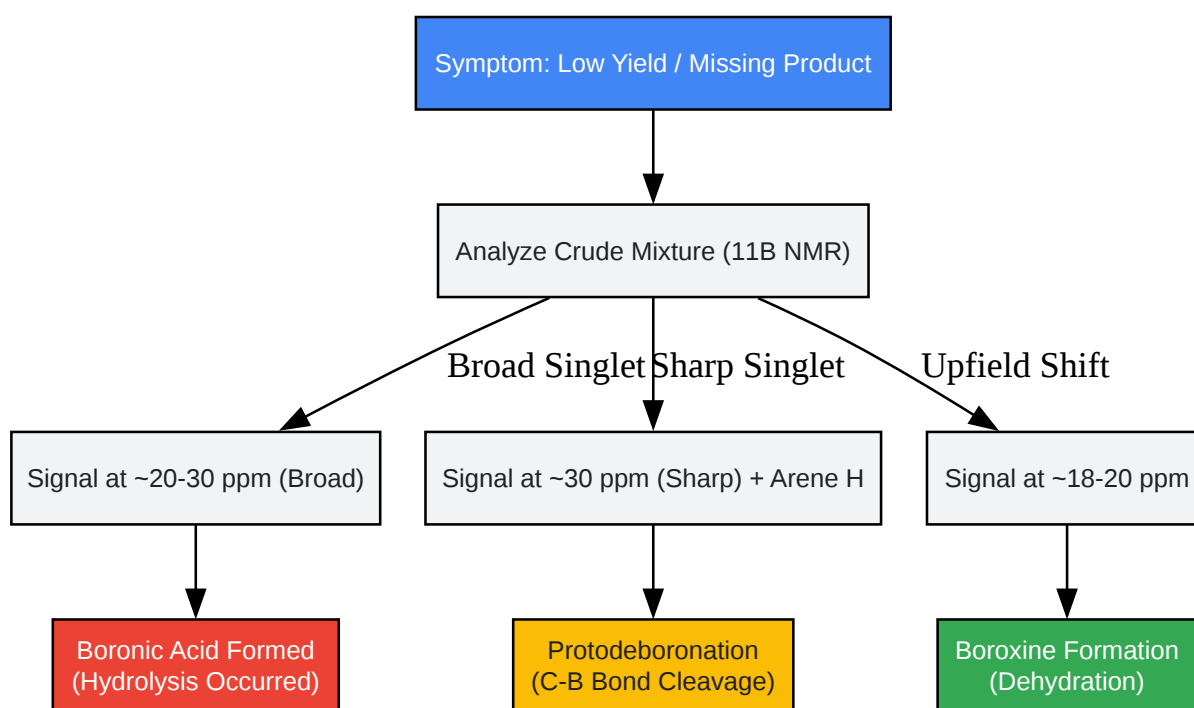 Symptom: Low Yield / Missing Product
Analyze Crude Mixture (11B NMR)
Broad Singlet
Sharp Singlet
Upfield Shift
Signal at ~20-30 ppm (Broad)
Signal at ~30 ppm (Sharp) + Arene H
Signal at ~18-20 ppm
Boronic Acid Formed
(Hydrolysis Occurred)
Protodeboronation
(C-B Bond Cleavage)
Boroxine Formation
(Dehydration)